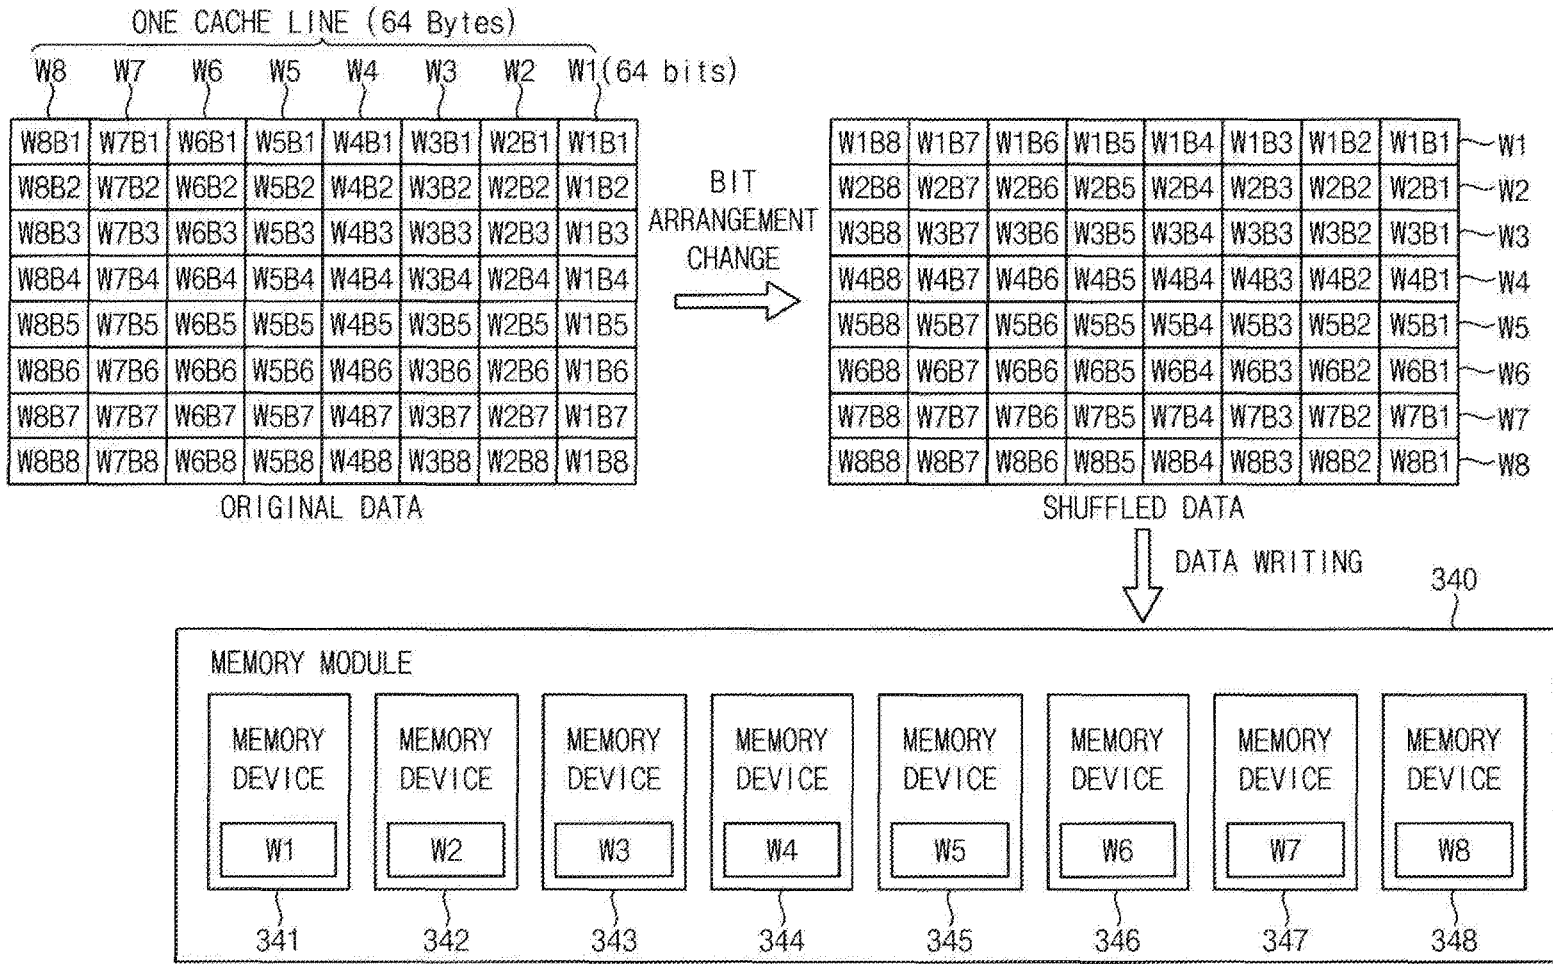 ONE CACHE LINE (64 Bytes)
W8 W7 W6 W5 W4 W3 W2 W1(64 bits)
W8B1 W7B1 W6B1 W5B1 W4B1 W3B1 W2B1 W1B1
W8B2 W7B2 W6B2 W5B2 W4B2 W3B2 W2B2 W1B2
W8B3 W7B3 W6B3 W5B3 W4B3 W3B3 W2B3 W1B3
W8B4 W7B4 W6B4 W5B4 W4B4 W3B4 W2B4 W1B4
W8B5 W7B5 W6B5 W5B5 W4B5 W3B5 W2B5 W1B5
W8B6 W7B6 W6B6 W5B6 W4B6 W3B6 W2B6 W1B6
W8B7 W7B7 W6B7 W5B7 W4B7 W3B7 W2B7 W1B7
W8B8 W7B8 W6B8 W5B8 W4B8 W3B8 W2B8 W1B8
ORIGINAL DATA
BIT
ARRANGEMENT
CHANGE
W1B8 W1B7 W1B6 W1B5 W1B4 W1B3 W1B2 W1B1 W1
W2B8 W2B7 W2B6 W2B5 W2B4 W2B3 W2B2 W2B1 W2
W3B8 W3B7 W3B6 W3B5 W3B4 W3B3 W3B2 W3B1 W3
W4B8 W4B7 W4B6 W4B5 W4B4 W4B3 W4B2 W4B1 W4
W5B8 W5B7 W5B6 W5B5 W5B4 W5B3 W5B2 W5B1 W5
W6B8 W6B7 W6B6 W6B5 W6B4 W6B3 W6B2 W6B1 W6
W7B8 W7B7 W7B6 W7B5 W7B4 W7B3 W7B2 W7B1 W7
W8B8 W8B7 W8B6 W8B5 W8B4 W8B3 W8B2 W8B1 W8
SHUFFLED DATA
DATA WRITING
340
MEMORY MODULE
MEMORY MEMORY MEMORY MEMORY MEMORY MEMORY MEMORY MEMORY
DEVICE DEVICE DEVICE DEVICE DEVICE DEVICE DEVICE DEVICE
W1 W2 W3 W4 W5 W6 W7 W8
341 342 343 344 345 346 347 348